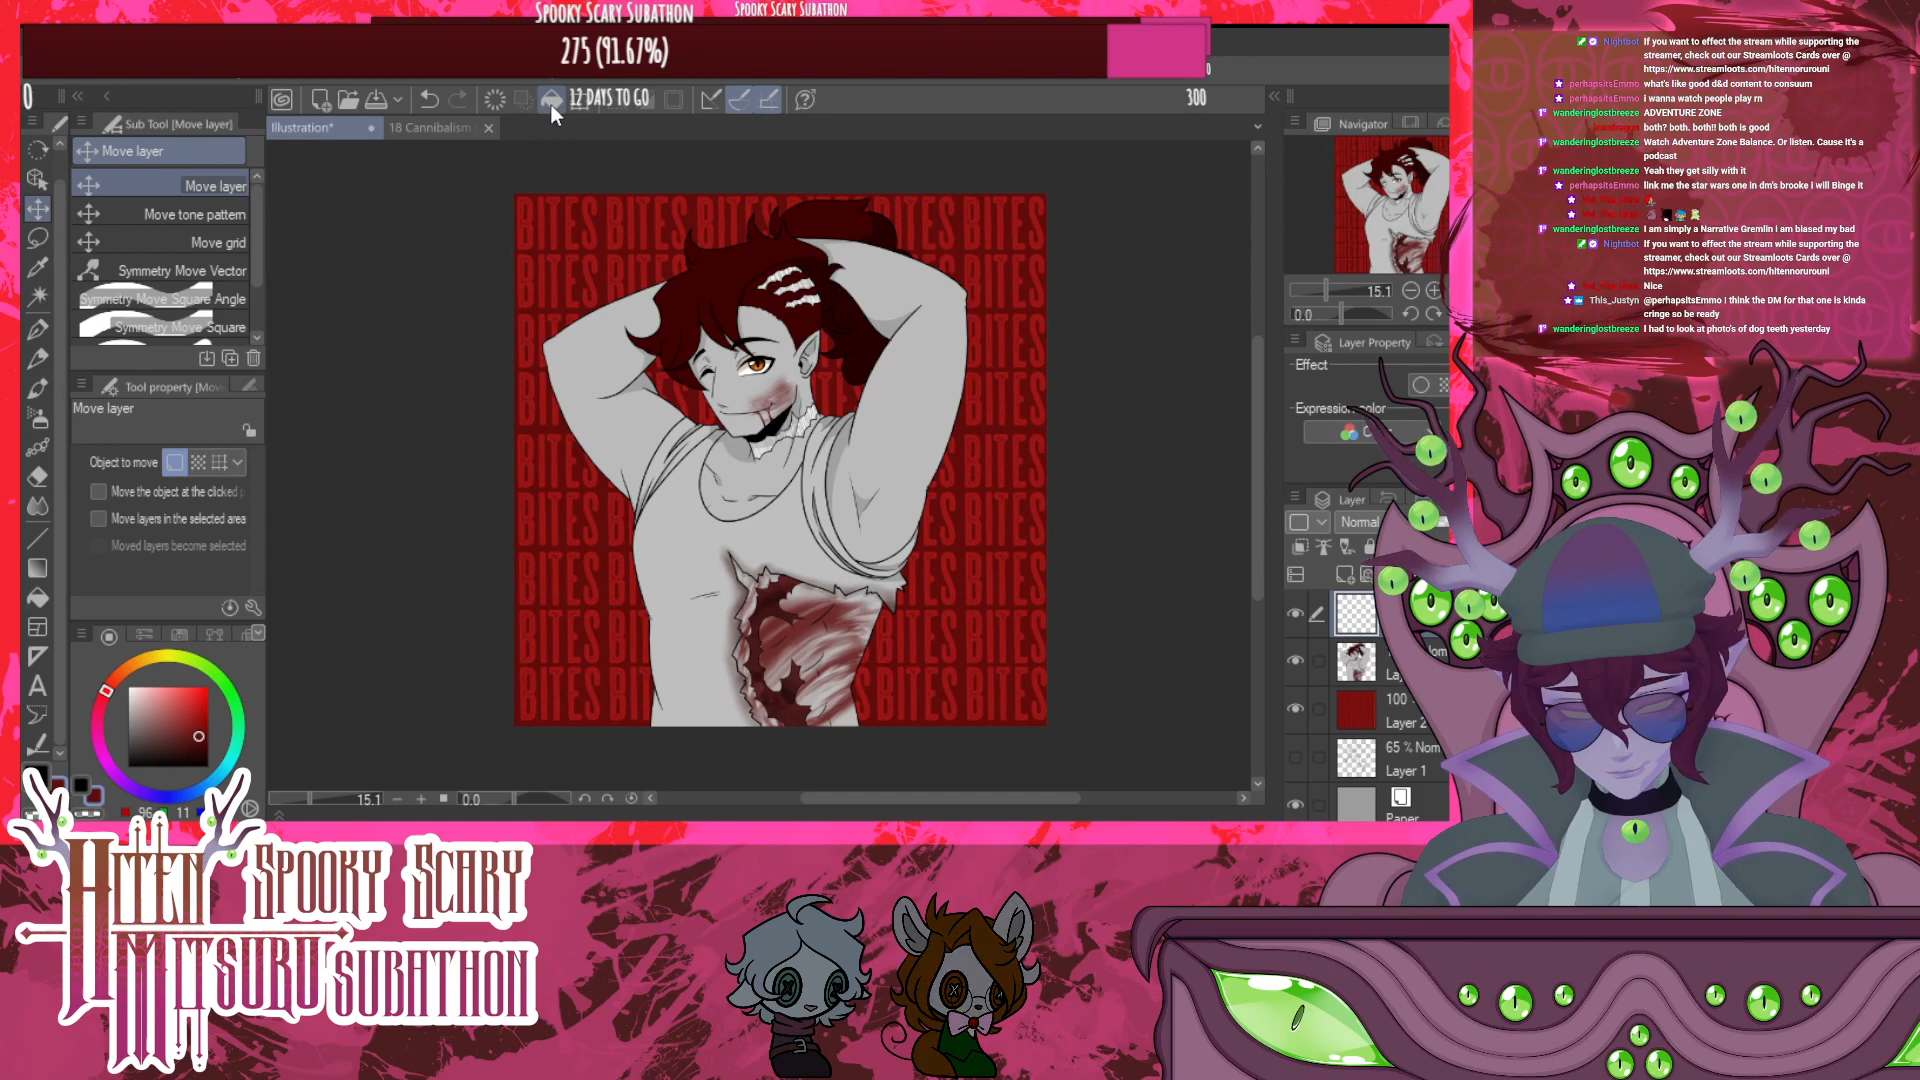 Spooky Scary Subathon
Spooky Scary Subathon
275 (91.67%)
0
12 DAYS TO GO
300
Sub Tool [Move layer]
Illustration*
18 Cannibalism
Navigator
Move layer
Move layer
Move tone pattern
Move grid
Symmetry Move Vector
Symmetry Move Square Angle
Symmetry Move Square
Tool property [Mov
Move layer
Object to move
Move the object at the clicked p
Move layers in the selected area
Moved layers become selected
96
11
BITES BITES BITES
15.1
0.0
15.1
0.0
Layer Property
Effect
Expression color
Layer
Normal
100
Layer 2
65 % Nom
Layer 1
Paper
Nightbot If you want to effect the stream while supporting the
streamer, check out our Streamloots Cards over @
https://www.streamloots.com/hitennorurouni
perhapsitsEmmo what's like good d&d content to consuum
perhapsitsEmmo i wanna watch people play rn
wanderinglostbreeze ADVENTURE ZONE
both? both. both!! both is good
wanderinglostbreeze Watch Adventure Zone Balance. Or listen. Cause It's a
podcast
wanderinglostbreeze Yeah they get silly with it
perhapsitsEmmo link me the star wars one in dm's brooke I will Binge it
wanderinglostbreeze I am simply a Narrative Gremlin I am biased my bad
Nightbot If you want to effect the stream while supporting the
streamer, check out our Streamloots Cards over @
https://www.streamloots.com/hitennorurouni
Nice
This_Justyn @perhapsitsEmmo I think the DM for that one is kinda
cringe so be ready
wanderinglostbreeze I had to look at photo's of dog teeth yesterday
Hiten
Mitsuru
Spooky Scary
Subathon